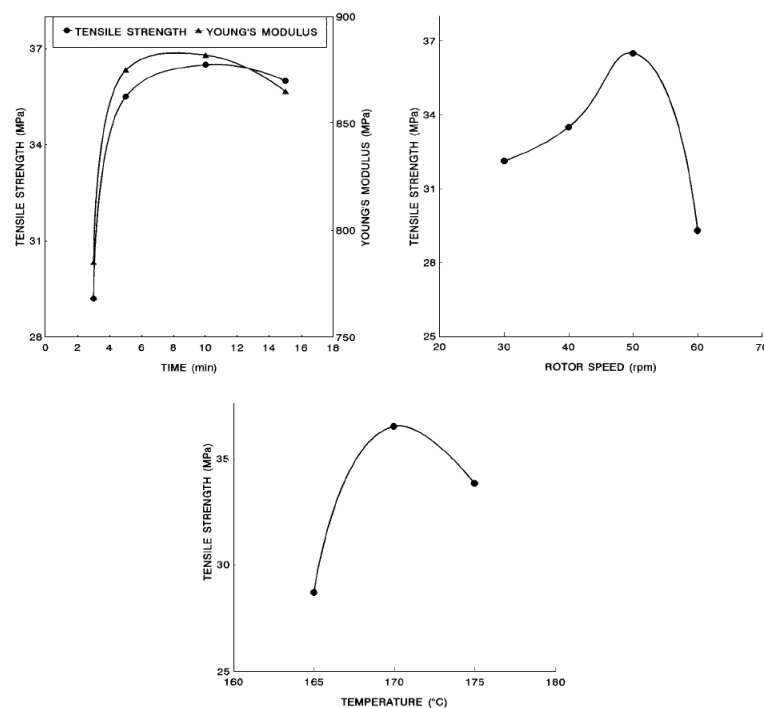 TENSILE STRENGTH YOUNG'S MODULUS
37
34
31
28
TENSILE STRENGTH (MPa)
900
850
800
750
YOUNG'S MODULUS (MPa)
0 2 4 6 8 10 12 14 16 18
TIME (min)
37
34
31
28
25
TENSILE STRENGTH (MPa)
20 30 40 50 60 70
ROTOR SPEED (rpm)
35
30
25
TENSILE STRENGTH (MPa)
160 165 170 175 180
TEMPERATURE (°C)